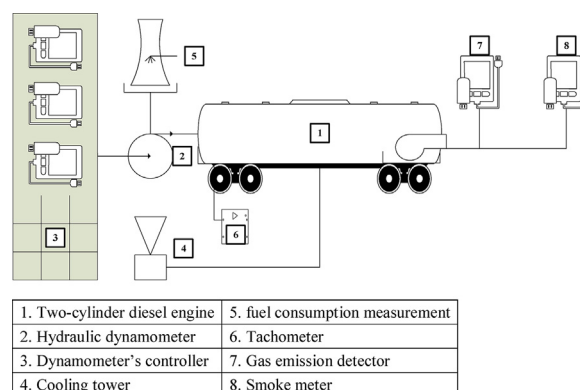 5
7
8
1
2
3
4
6
1. Two-cylinder diesel engine 5. fuel consumption measurement
2. Hydraulic dynamometer 6. Tachometer
3. Dynamometer's controller 7. Gas emission detector
4. Cooling tower 8. Smoke meter